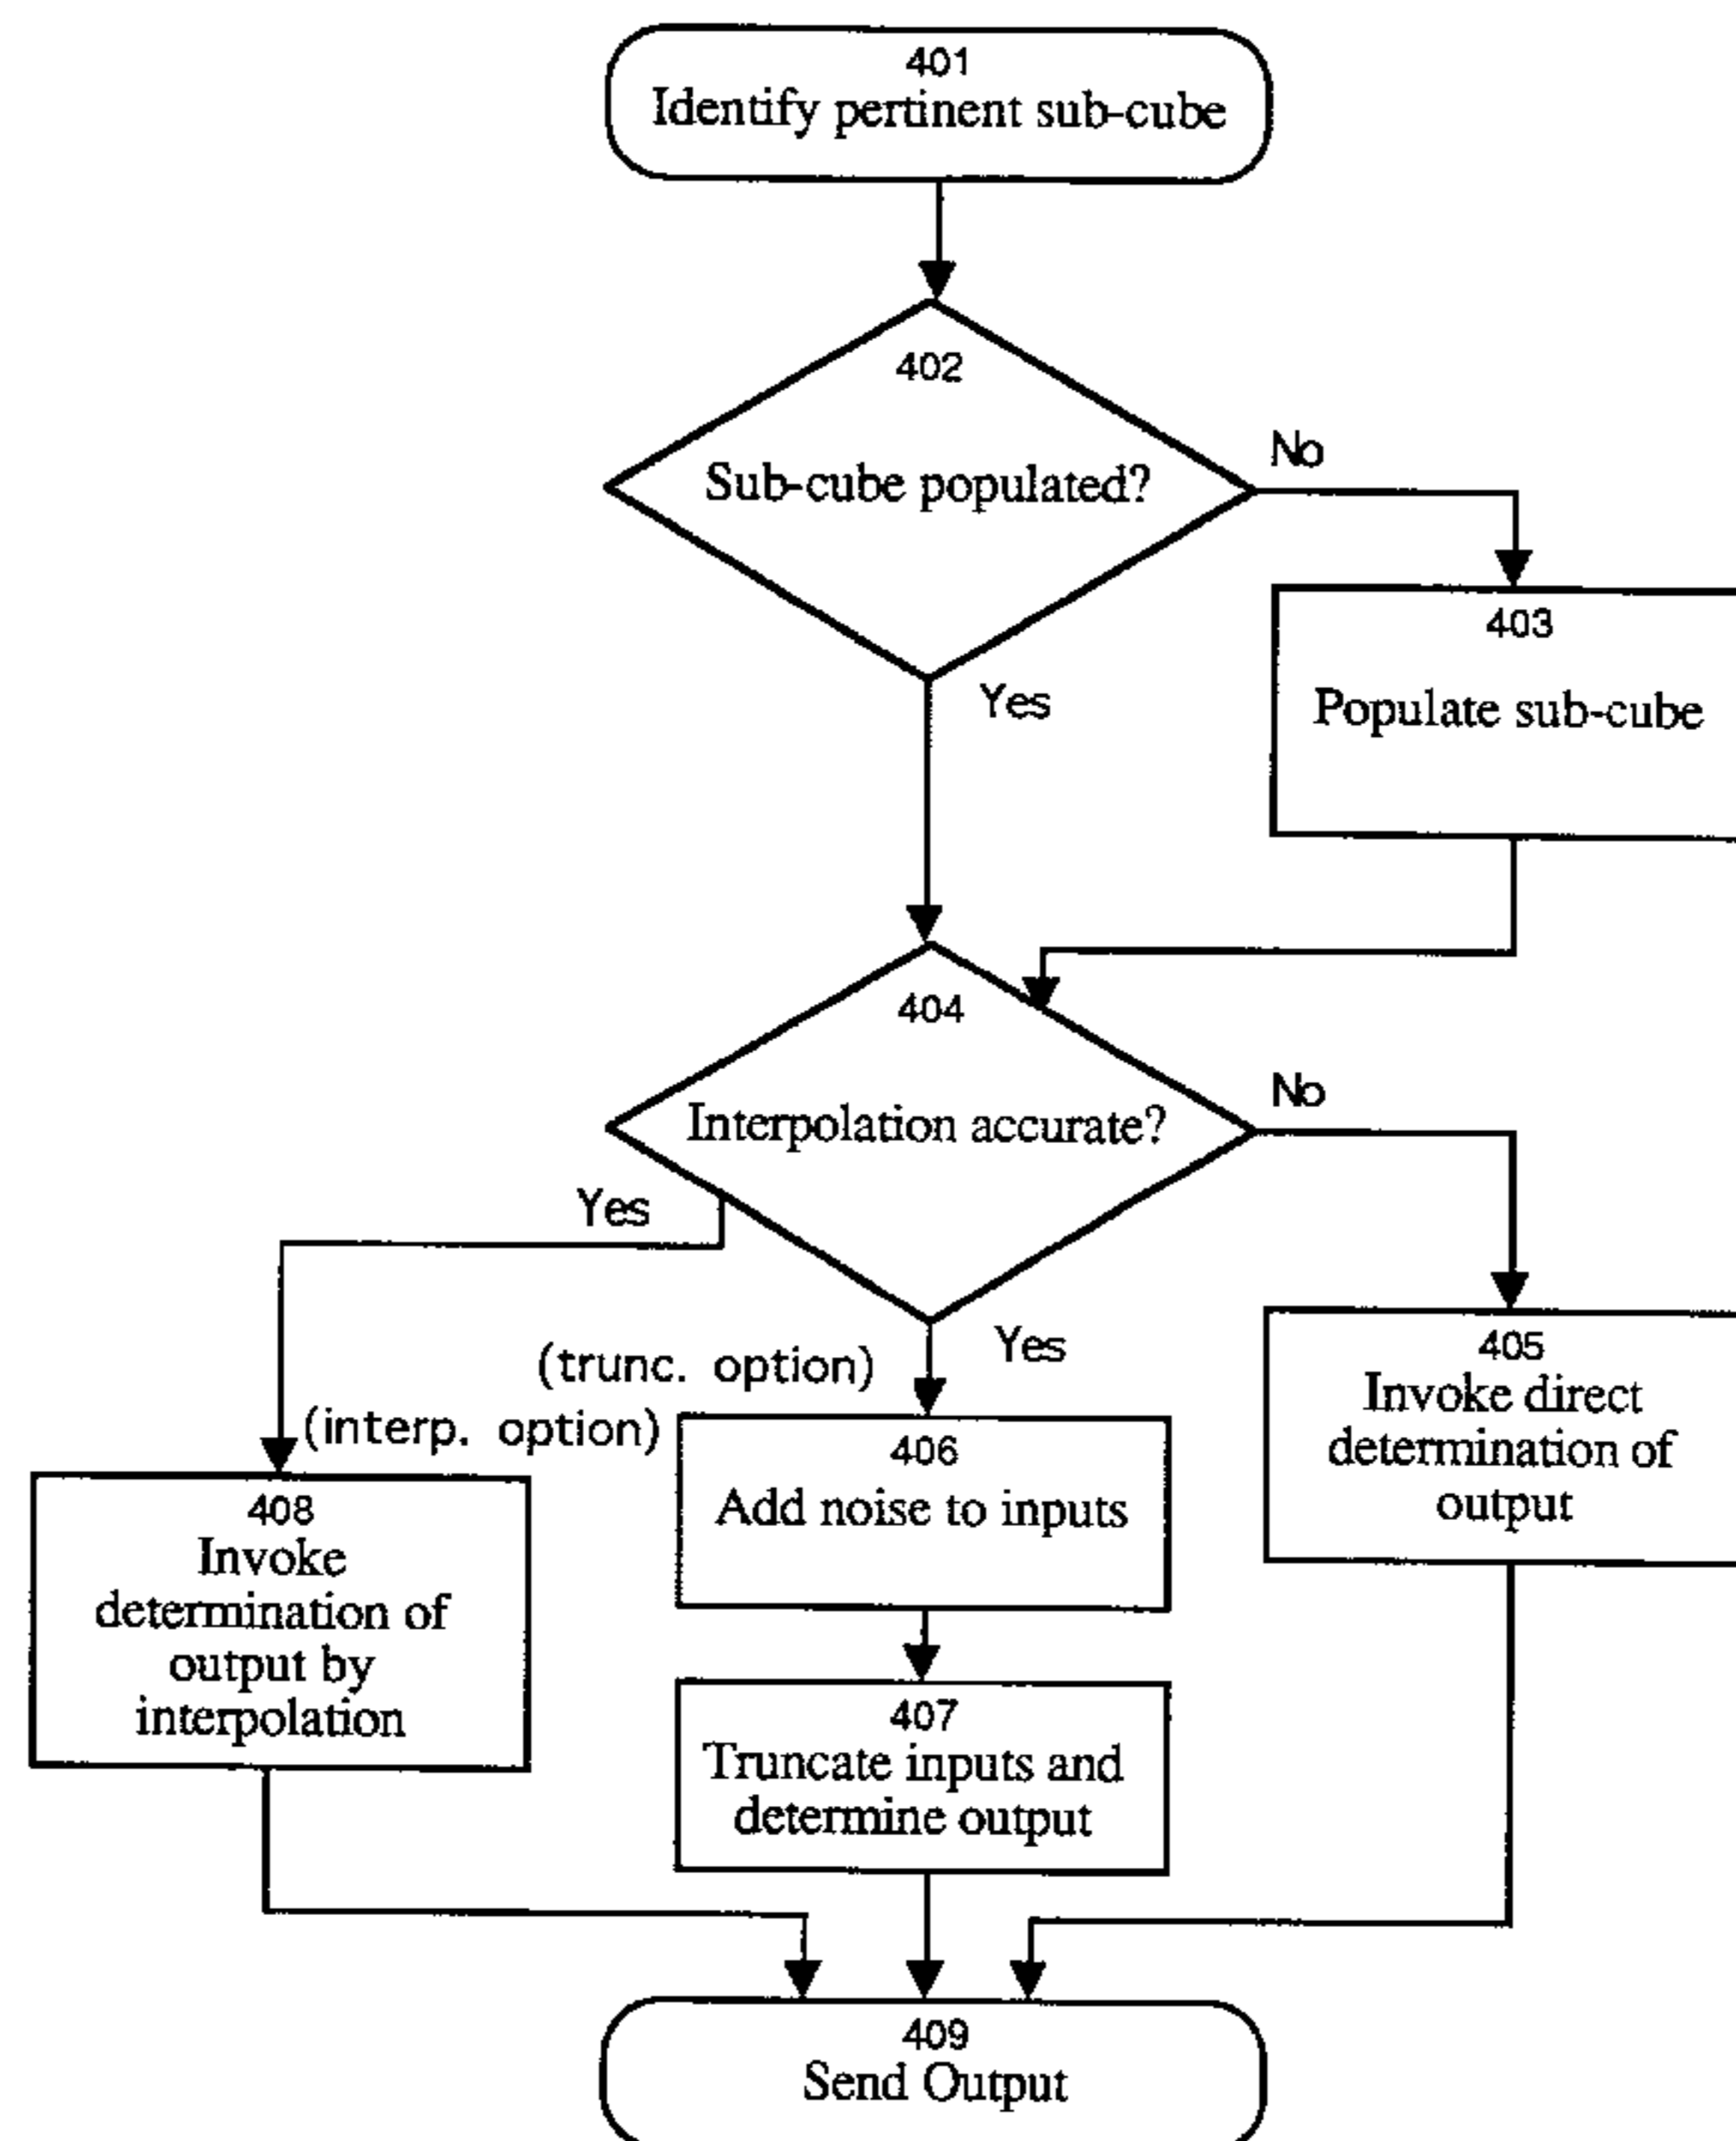 401
Identify pertinent sub-cube
402
Sub-cube populated?
No
403
Populate sub-cube
Yes
404
Interpolation accurate?
No
Yes
Yes
(trunc. option)
(interp. option)
405
Invoke direct
determination of
output
406
Add noise to inputs
408
Invoke
determination of
output by
interpolation
407
Truncate inputs and
determine output
409
Send Output